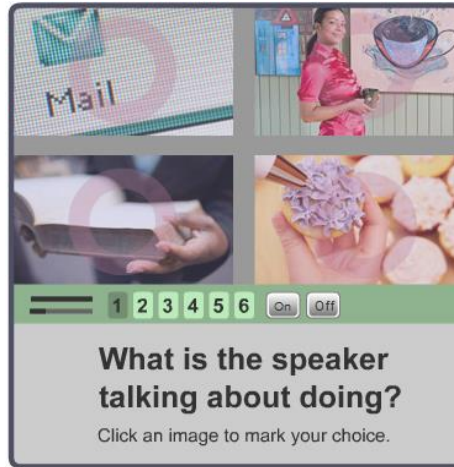 Mail
1 2 3 4 5 6 On Off
What is the speaker
talking about doing?
Click an image to mark your choice.